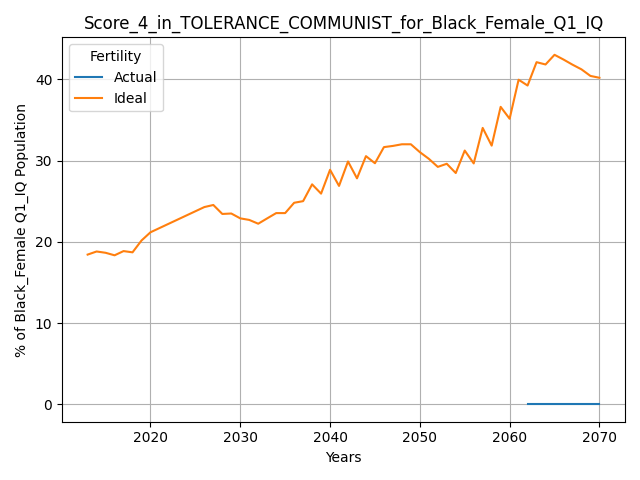 Score_4_in_TOLERANCE_COMMUNIST_for_Black_Female_Q1_IQ
Fertility
Actual
Ideal
% of Black_Female Q1_IQ Population
40
30
20
10
0
2020 2030 2040 2050 2060 2070
Years